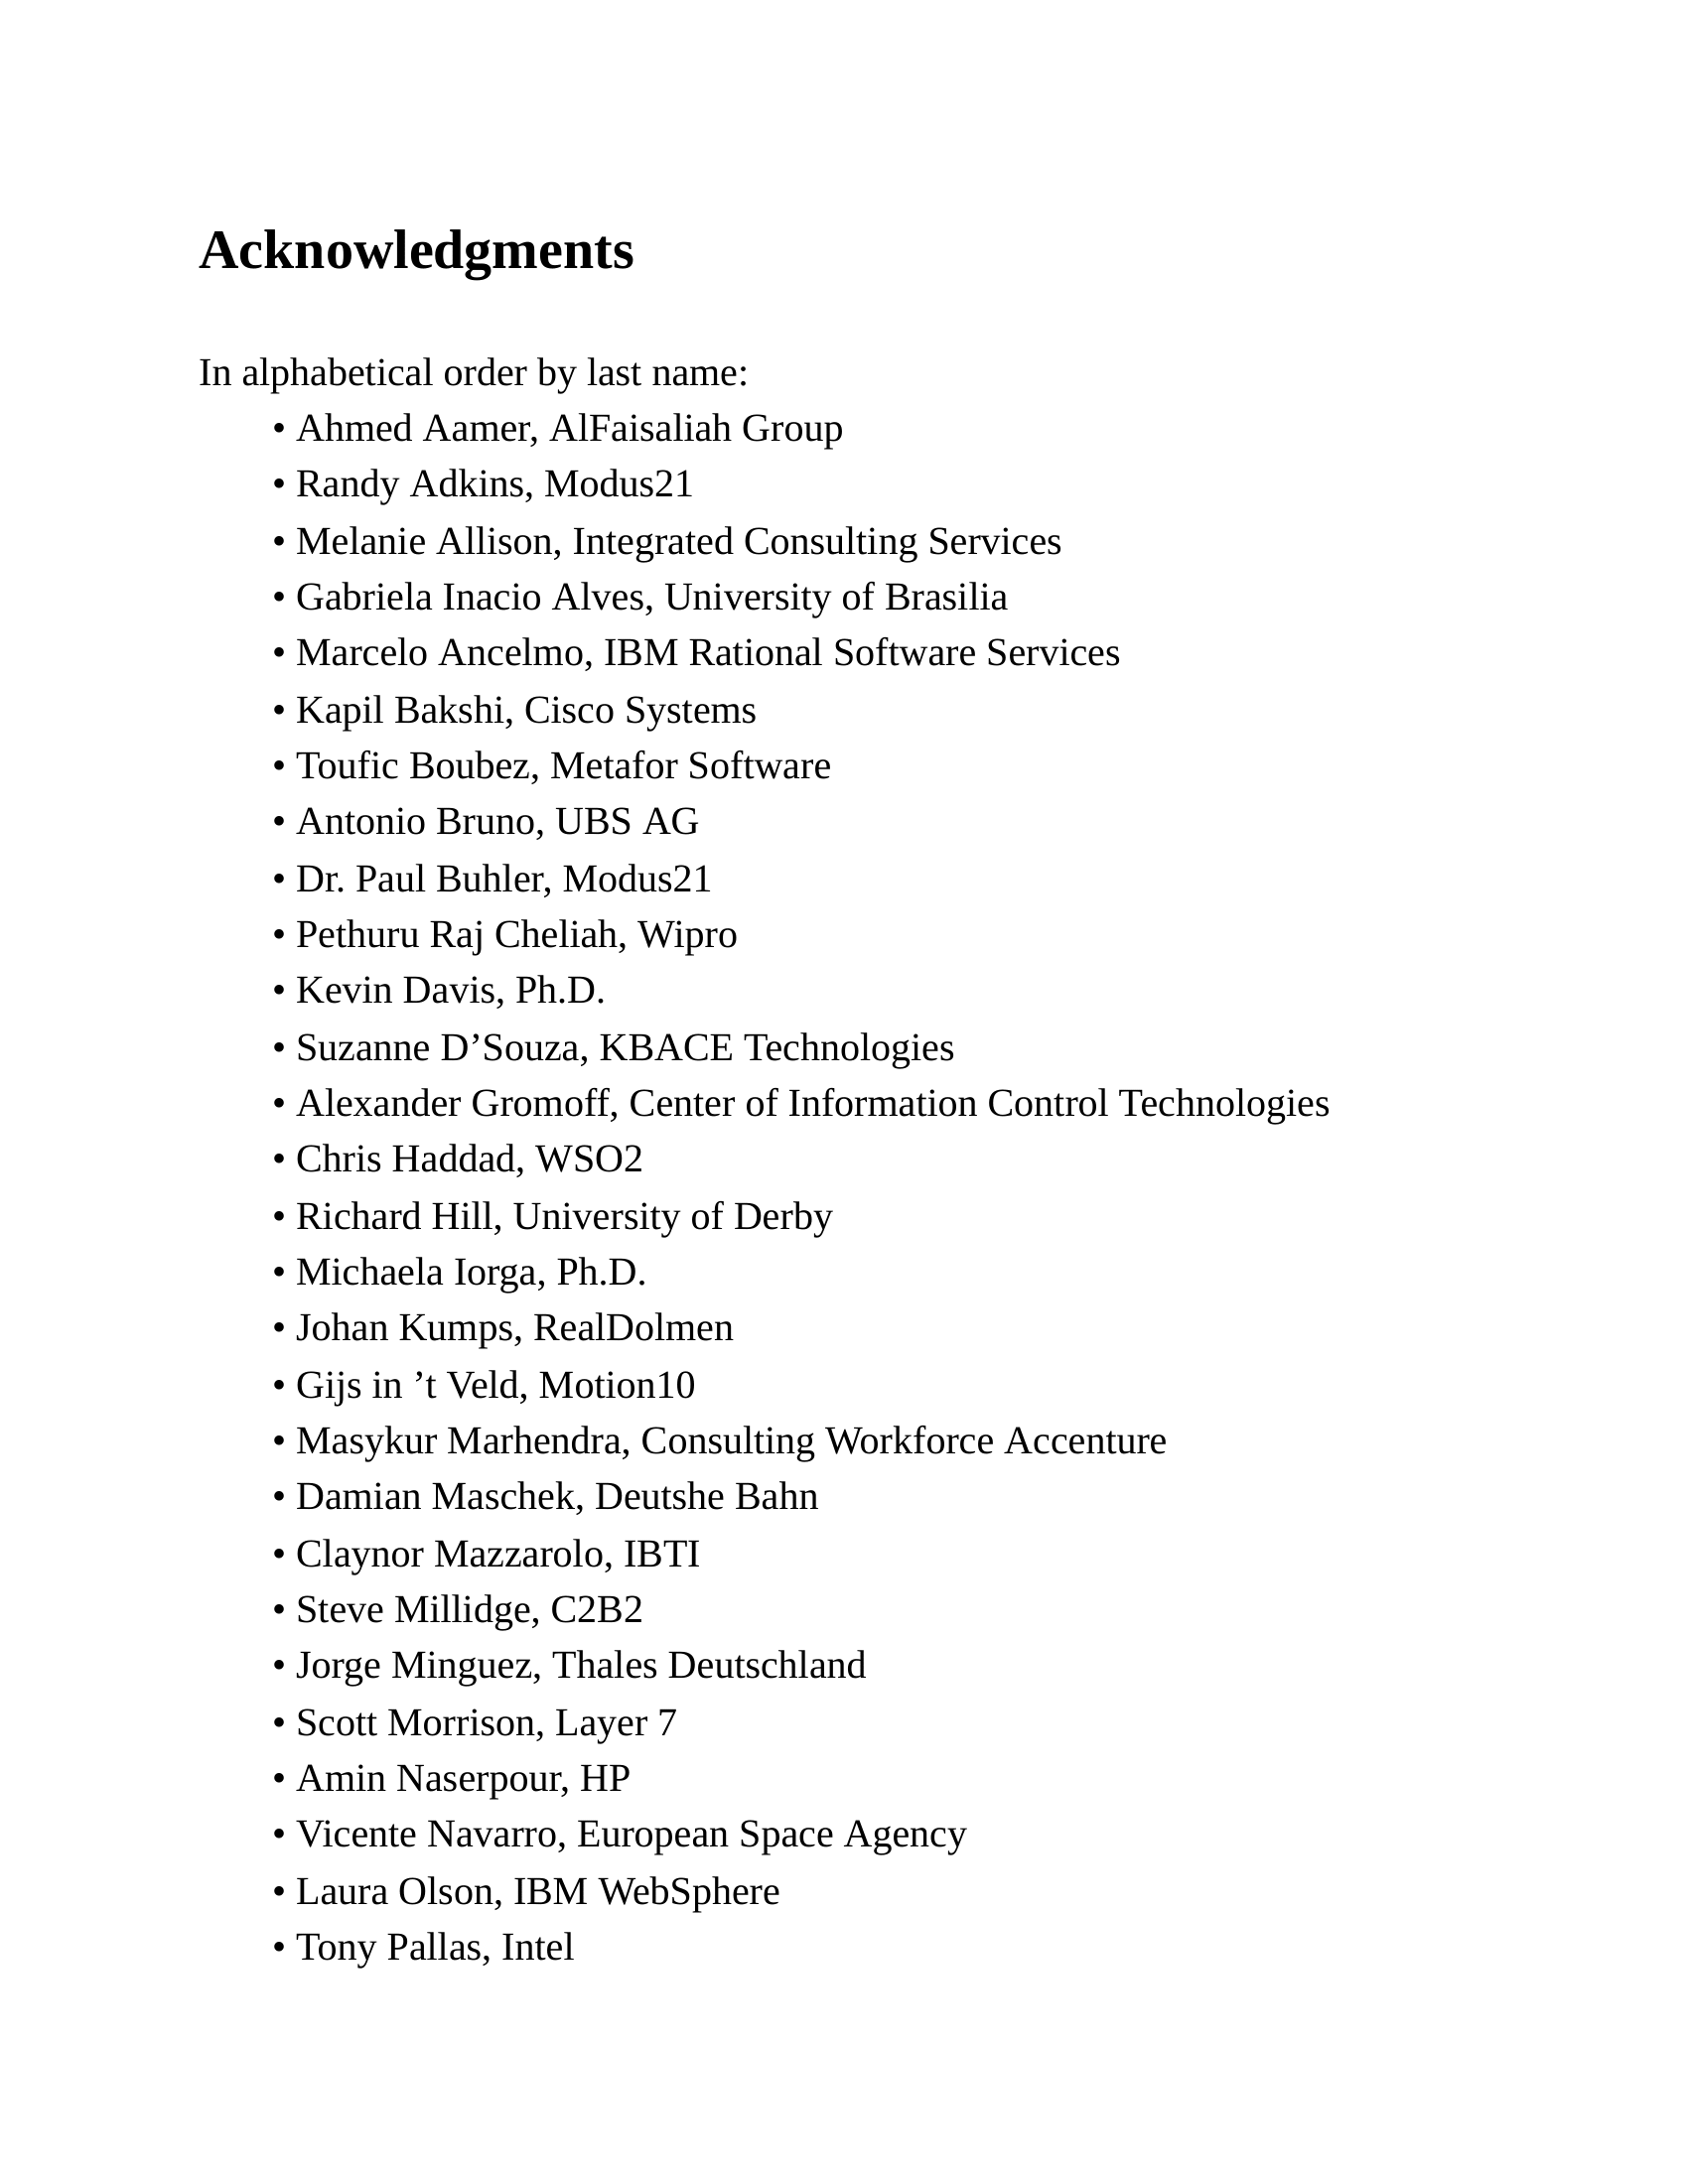 Acknowledgments
In alphabetical order by last name:
• Ahmed Aamer, AlFaisaliah Group
• Randy Adkins, Modus21
• Melanie Allison, Integrated Consulting Services
• Gabriela Inacio Alves, University of Brasilia
• Marcelo Ancelmo, IBM Rational Software Services
• Kapil Bakshi, Cisco Systems
• Toufic Boubez, Metafor Software
• Antonio Bruno, UBS AG
• Dr. Paul Buhler, Modus21
• Pethuru Raj Cheliah, Wipro
• Kevin Davis, Ph.D.
• Suzanne D’Souza, KBACE Technologies
• Alexander Gromoff, Center of Information Control Technologies
• Chris Haddad, WSO2
• Richard Hill, University of Derby
• Michaela Iorga, Ph.D.
• Johan Kumps, RealDolmen
• Gijs in ’t Veld, Motion10
• Masykur Marhendra, Consulting Workforce Accenture
• Damian Maschek, Deutshe Bahn
• Claynor Mazzarolo, IBTI
• Steve Millidge, C2B2
• Jorge Minguez, Thales Deutschland
• Scott Morrison, Layer 7
• Amin Naserpour, HP
• Vicente Navarro, European Space Agency
• Laura Olson, IBM WebSphere
• Tony Pallas, Intel